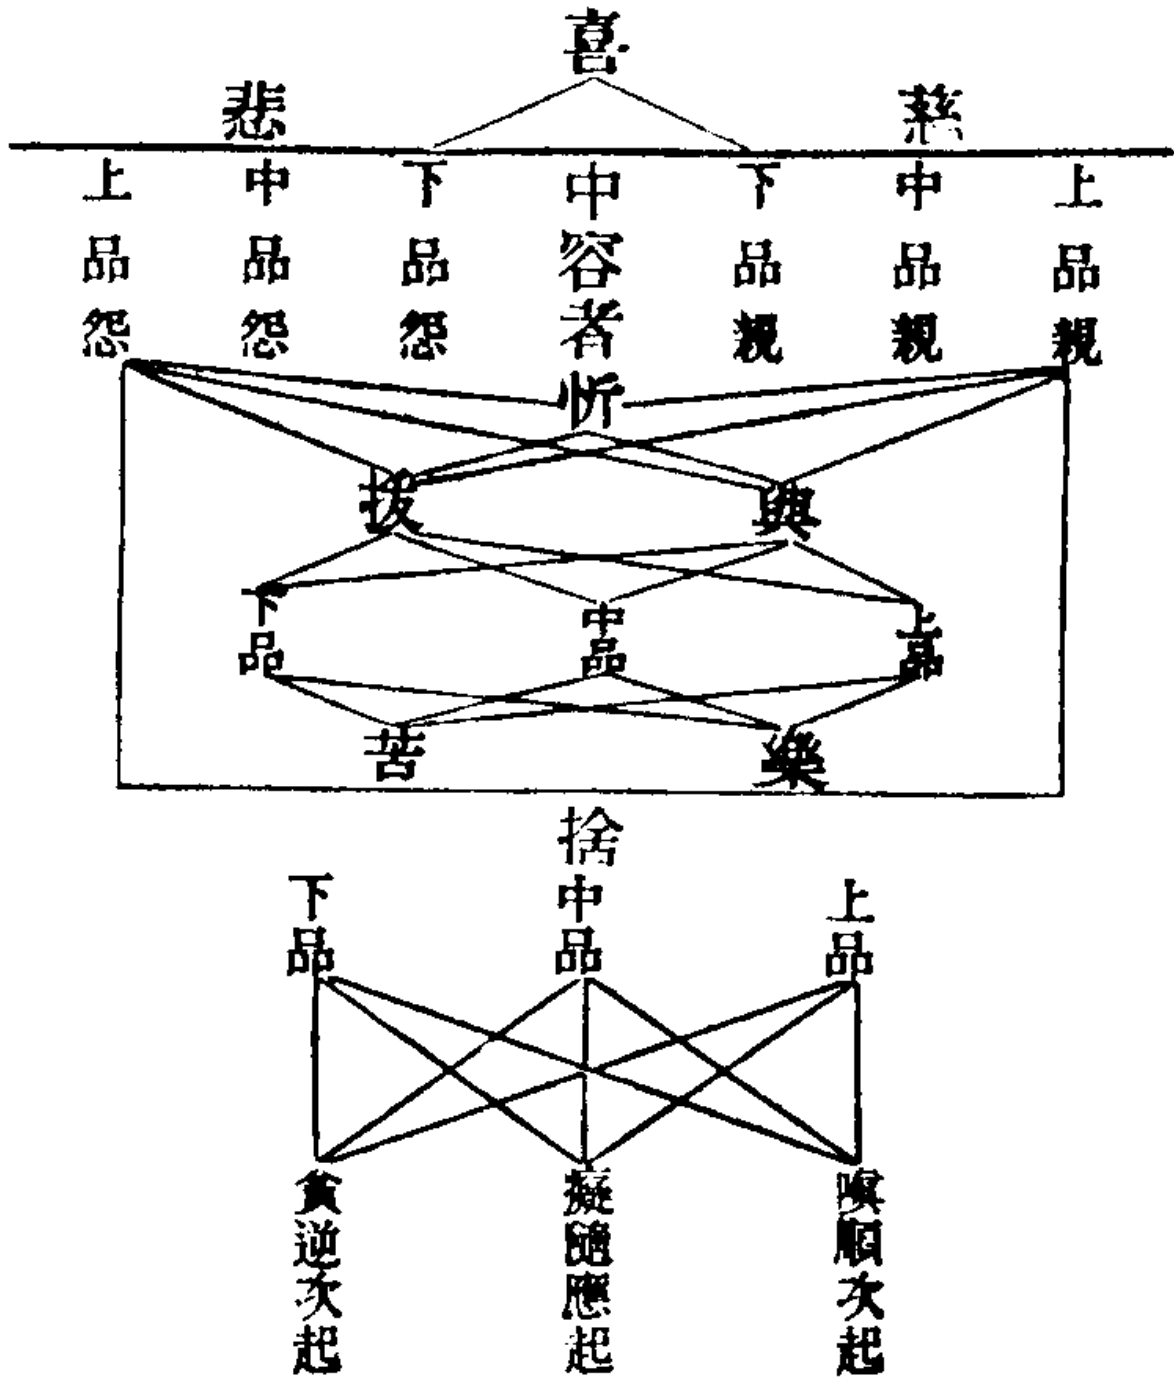 喜
悲
慈
上品怨
中品怨
下品怨
中容者忻
下品親
中品親
上品親
拔
與
下品
中品
上品
苦
樂
捨
下品
中品
上品
貪逆次起
癡隨應起
嗔順次起